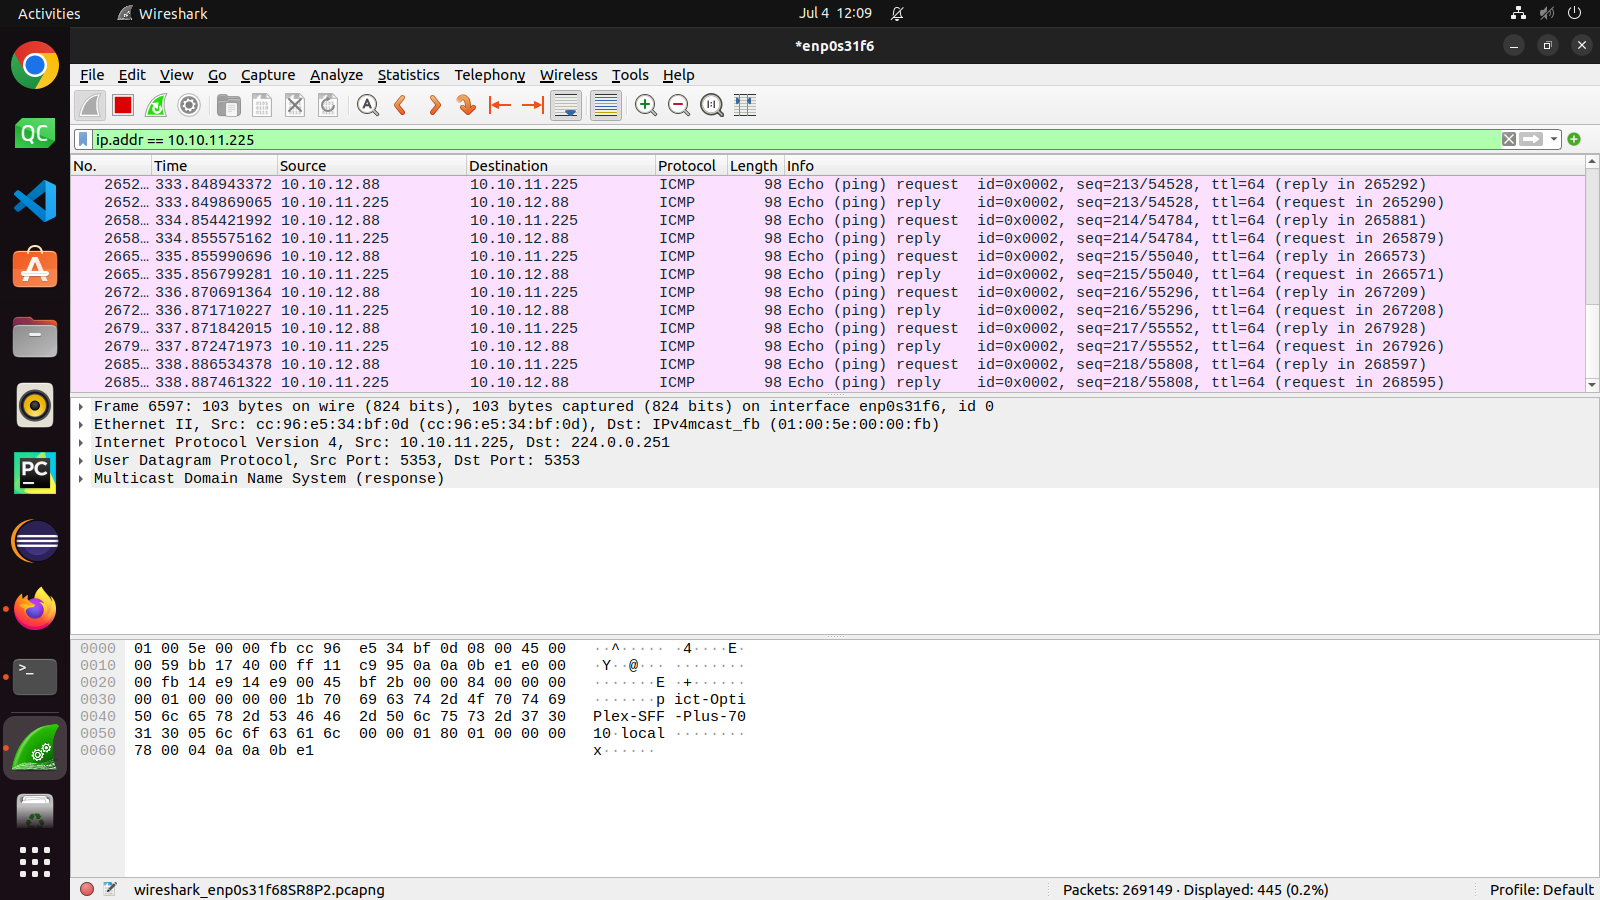 Activities Wireshark Jul 4 12:09
*enp0s31f6
File Edit View Go Capture Analyze Statistics Telephony Wireless Tools Help
ip.addr == 10.10.11.225
No. Time Source Destination Protocol Length Info
2652… 333.848943372 10.10.12.88 10.10.11.225 ICMP 98 Echo (ping) request id=0x0002, seq=213/54528, ttl=64 (reply in 265292)
2652… 333.849869065 10.10.11.225 10.10.12.88 ICMP 98 Echo (ping) reply id=0x0002, seq=213/54528, ttl=64 (request in 265290)
2658… 334.854421992 10.10.12.88 10.10.11.225 ICMP 98 Echo (ping) request id=0x0002, seq=214/54784, ttl=64 (reply in 265881)
2658… 334.855575162 10.10.11.225 10.10.12.88 ICMP 98 Echo (ping) reply id=0x0002, seq=214/54784, ttl=64 (request in 265879)
2665… 335.855990696 10.10.12.88 10.10.11.225 ICMP 98 Echo (ping) request id=0x0002, seq=215/55040, ttl=64 (reply in 266573)
2665… 335.856799281 10.10.11.225 10.10.12.88 ICMP 98 Echo (ping) reply id=0x0002, seq=215/55040, ttl=64 (request in 266571)
2672… 336.870691364 10.10.12.88 10.10.11.225 ICMP 98 Echo (ping) request id=0x0002, seq=216/55296, ttl=64 (reply in 267209)
2672… 336.871710227 10.10.11.225 10.10.12.88 ICMP 98 Echo (ping) reply id=0x0002, seq=216/55296, ttl=64 (request in 267208)
2679… 337.871842015 10.10.12.88 10.10.11.225 ICMP 98 Echo (ping) request id=0x0002, seq=217/55552, ttl=64 (reply in 267928)
2679… 337.872471973 10.10.11.225 10.10.12.88 ICMP 98 Echo (ping) reply id=0x0002, seq=217/55552, ttl=64 (request in 267926)
2685… 338.886534378 10.10.12.88 10.10.11.225 ICMP 98 Echo (ping) request id=0x0002, seq=218/55808, ttl=64 (reply in 268597)
2685… 338.887461322 10.10.11.225 10.10.12.88 ICMP 98 Echo (ping) reply id=0x0002, seq=218/55808, ttl=64 (request in 268595)
Frame 6597: 103 bytes on wire (824 bits), 103 bytes captured (824 bits) on interface enp0s31f6, id 0
Ethernet II, Src: cc:96:e5:34:bf:0d (cc:96:e5:34:bf:0d), Dst: IPv4mcast_fb (01:00:5e:00:00:fb)
Internet Protocol Version 4, Src: 10.10.11.225, Dst: 224.0.0.251
User Datagram Protocol, Src Port: 5353, Dst Port: 5353
Multicast Domain Name System (response)
0000 01 00 5e 00 00 fb cc 96 e5 34 bf 0d 08 00 45 00 ··^····· ·4····E·
0010 00 59 bb 17 40 00 ff 11 c9 95 0a 0a 0b e1 e0 00 ·Y··@··· ········
0020 00 fb 14 e9 14 e9 00 45 bf 2b 00 00 84 00 00 00 ·······E ·+······
0030 00 01 00 00 00 00 1b 70 69 63 74 2d 4f 70 74 69 ·······p ict-Opti
0040 50 6c 65 78 2d 53 46 46 2d 50 6c 75 73 2d 37 30 Plex-SFF -Plus-70
0050 31 30 05 6c 6f 63 61 6c 00 00 01 80 01 00 00 00 10·local ········
0060 78 00 04 0a 0a 0b e1 x······
wireshark_enp0s31f68SR8P2.pcapng Packets: 269149 · Displayed: 445 (0.2%) Profile: Default
QC
PC
>_